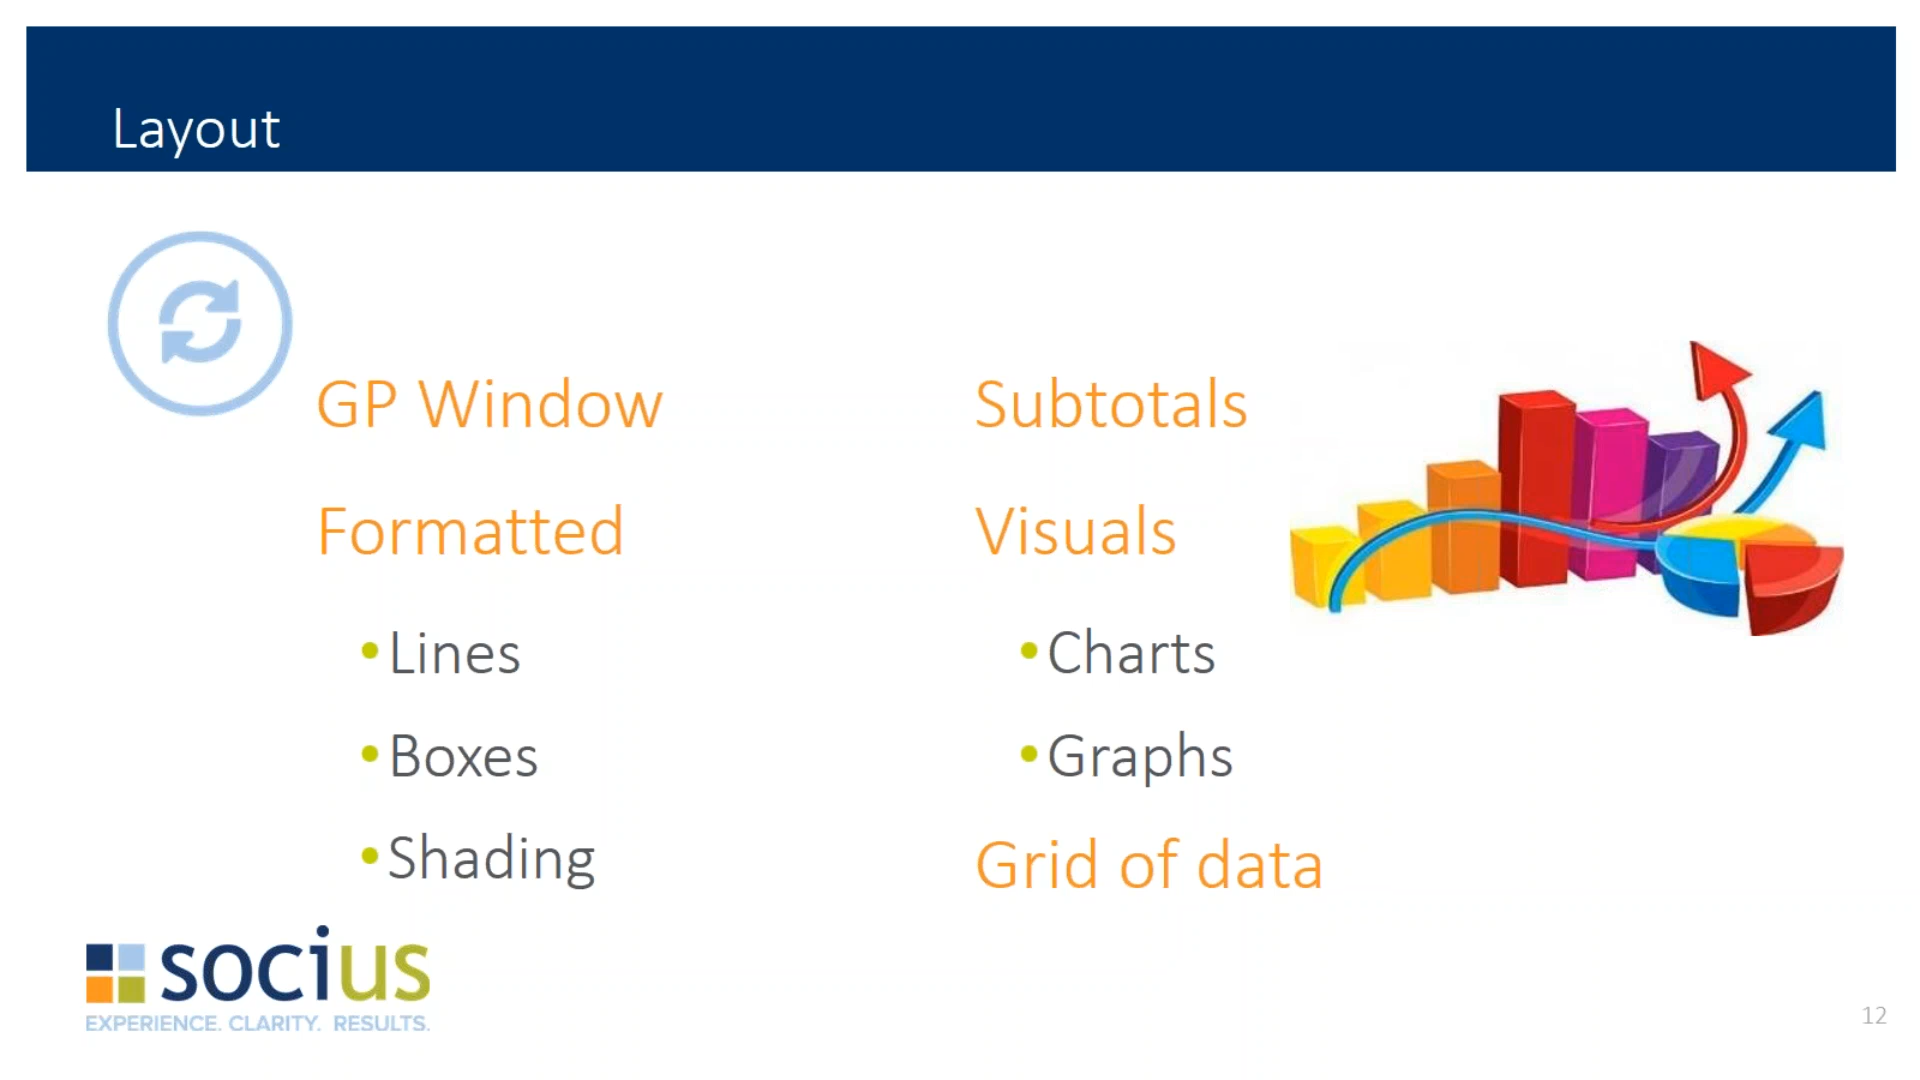 Layout
GP Window
Formatted
•Lines
•Boxes
•Shading
Subtotals
Visuals
•Charts
•Graphs
Grid of data
socius
EXPERIENCE. CLARITY. RESULTS.
12